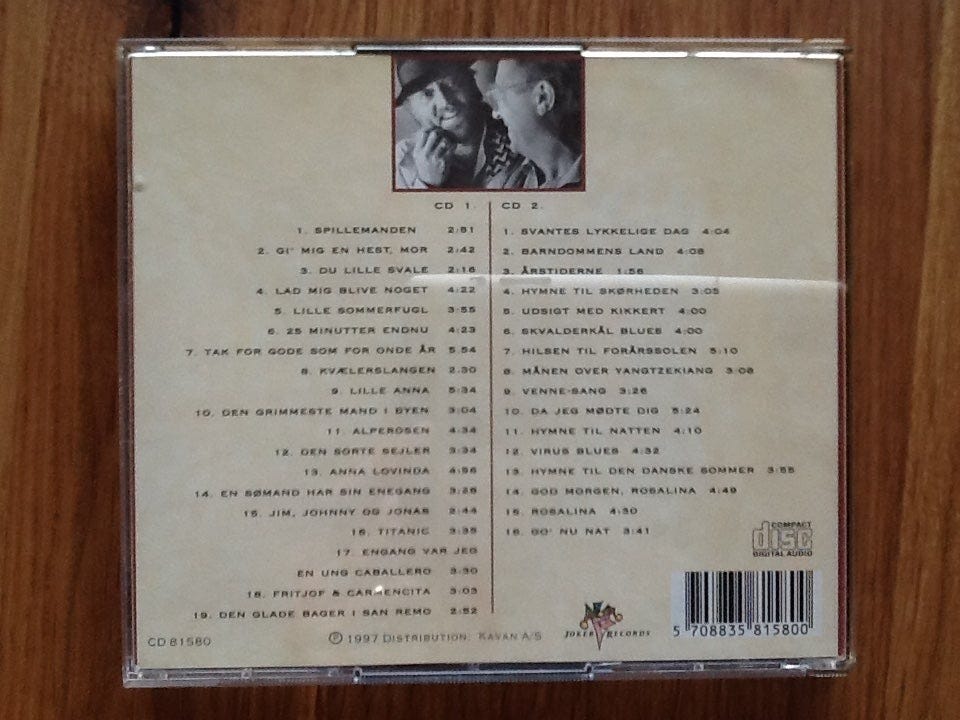 CD 1.
1. SPILLEMANDEN 2:51
2. GI' MIG EN HEST, MOR 2:42
3. DU LILLE SVALE 2:16
4. LAD MIG BLIVE NOGET 4:22
5. LILLE SOMMERFUGL 3:55
6. 25 MINUTTER ENDNU 4:23
7. TAK FOR GODE SOM FOR ONDE ÅR 5.54
8. KVÆLERSLANGEN 2.30
9. LILLE ANNA 5:34
10. DEN GRIMMESTE MAND I BYEN 3:04
11. ALPEROSEN 4:34
12. DEN SORTE SEJLER 3:34
13. ANNA LOVINDA 4:56
14. EN SØMAND HAR SIN ENEGANG 3:28
15. JIM, JOHNNY OG JONAS 2:44
16. TITANIC 3:35
17. ENGANG VAR JEG
EN UNG CABALLERO 3:30
18. FRITJOF & CARMENCITA 3:03
19. DEN GLADE BAGER I SAN REMO 2:52
CD 2.
1. SVANTES LYKKELIGE DAG 4:04
2. BARNDOMMENS LAND 4:08
3. ÅRSTIDERNE 1:56
4. HYMNE TIL SKØRHEDEN 3:05
5. UDSIGT MED KIKKERT 4:00
6. SKVALDERKÅL BLUES 4:00
7. HILSEN TIL FORÅRSSOLEN 5:10
8. MÅNEN OVER YANGTZEKIANG 3:08
9. VENNE-SANG 3:26
10. DA JEG MØDTE DIG 5:24
11. HYMNE TIL NATTEN 4:10
12. VIRUS BLUES 4:32
13. HYMNE TIL DEN DANSKE SOMMER 3:55
14. GOD MORGEN, ROSALINA 4:49
15. ROSALINA 4:30
16. GO' NU NAT 3:41
COMPACT
disc
DIGITAL AUDIO
CD 81580
℗ 1997 DISTRIBUTION: KAVAN A/S
JOKER RECORDS
5 708835 815800